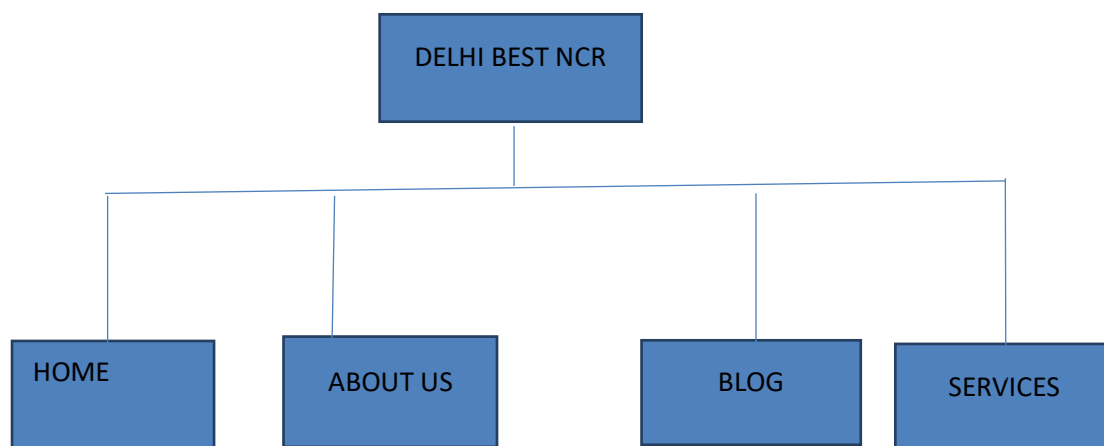 DELHI BEST NCR
HOME
ABOUT US
BLOG
SERVICES